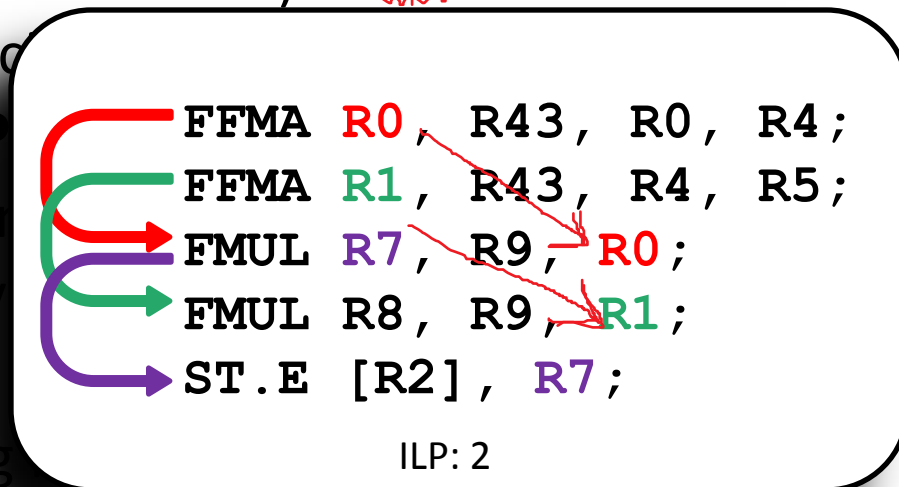 FFMA R0, R43, R0, R4;
FFMA R1, R43, R4, R5;
FMUL R7, R9, R0;
FMUL R8, R9, R1;
ST.E [R2], R7;
ILP: 2